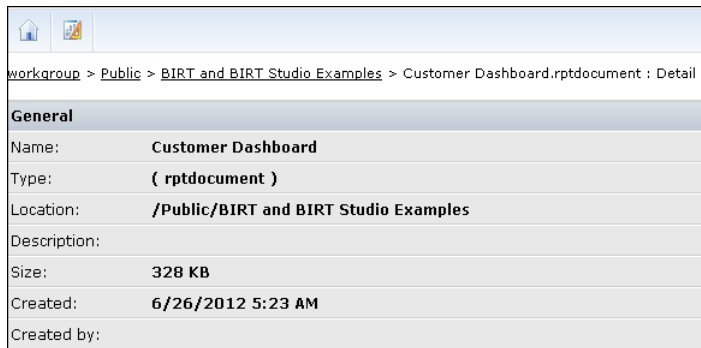 workgroup > Public > BIRT and BIRT Studio Examples > Customer Dashboard.rptdocument : Detail
General
Name: Customer Dashboard
Type: ( rptdocument )
Location: /Public/BIRT and BIRT Studio Examples
Description:
Size: 328 KB
Created: 6/26/2012 5:23 AM
Created by: